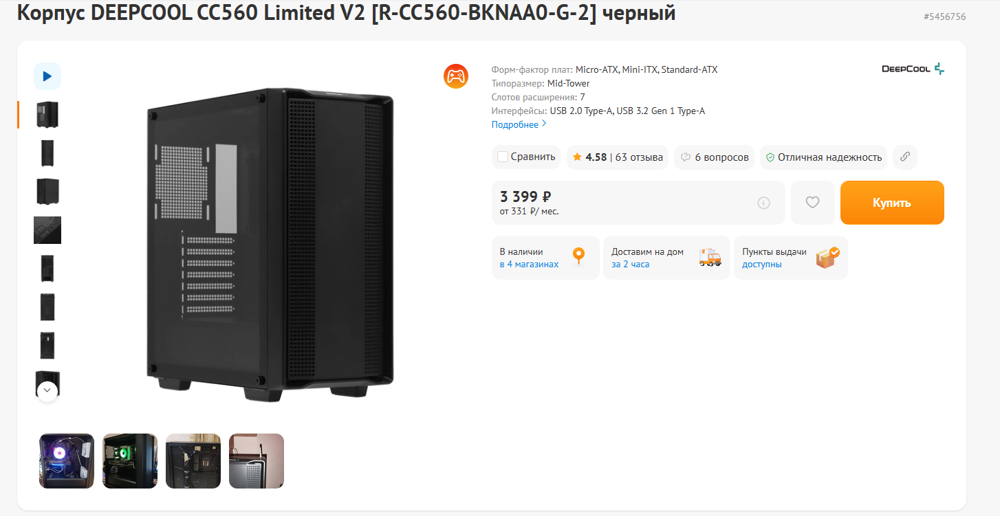 Корпус DEEPCOOL CC560 Limited V2 [R-CC560-BKNAA0-G-2] черный
#5456756
Форм-фактор плат: Micro-ATX, Mini-ITX, Standard-ATX
DEEPCOOL
Типоразмер: Mid-Tower
Слотов расширения: 7
Интерфейсы: USB 2.0 Type-A, USB 3.2 Gen 1 Type-A
Подробнее
Сравнить
4.58 | 63 отзыва
6 вопросов
Отличная надежность
3 399 ₽
от 331 ₽/ мес.
Купить
В наличии
в 4 магазинах
Доставим на дом
за 2 часа
Пункты выдачи
доступны